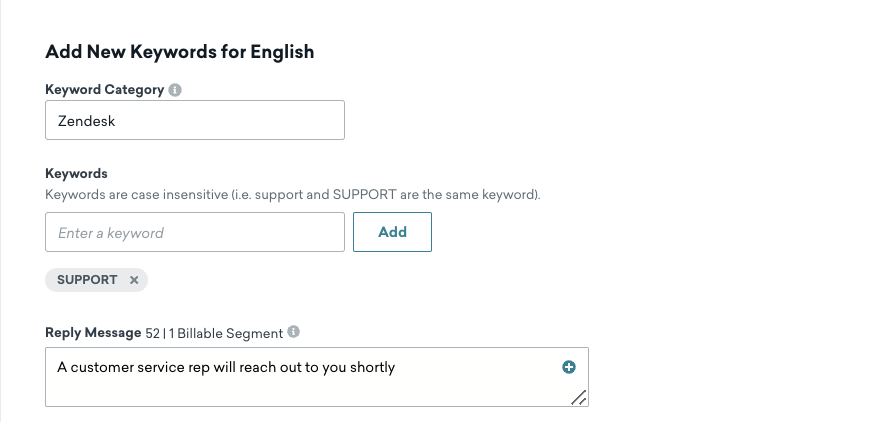 Add New Keywords for English
Keyword Category
Zendesk
Keywords
Keywords are case insensitive (i.e. support and SUPPORT are the same keyword).
Enter a keyword Add
SUPPORT ×
Reply Message 52 | 1 Billable Segment
A customer service rep will reach out to you shortly